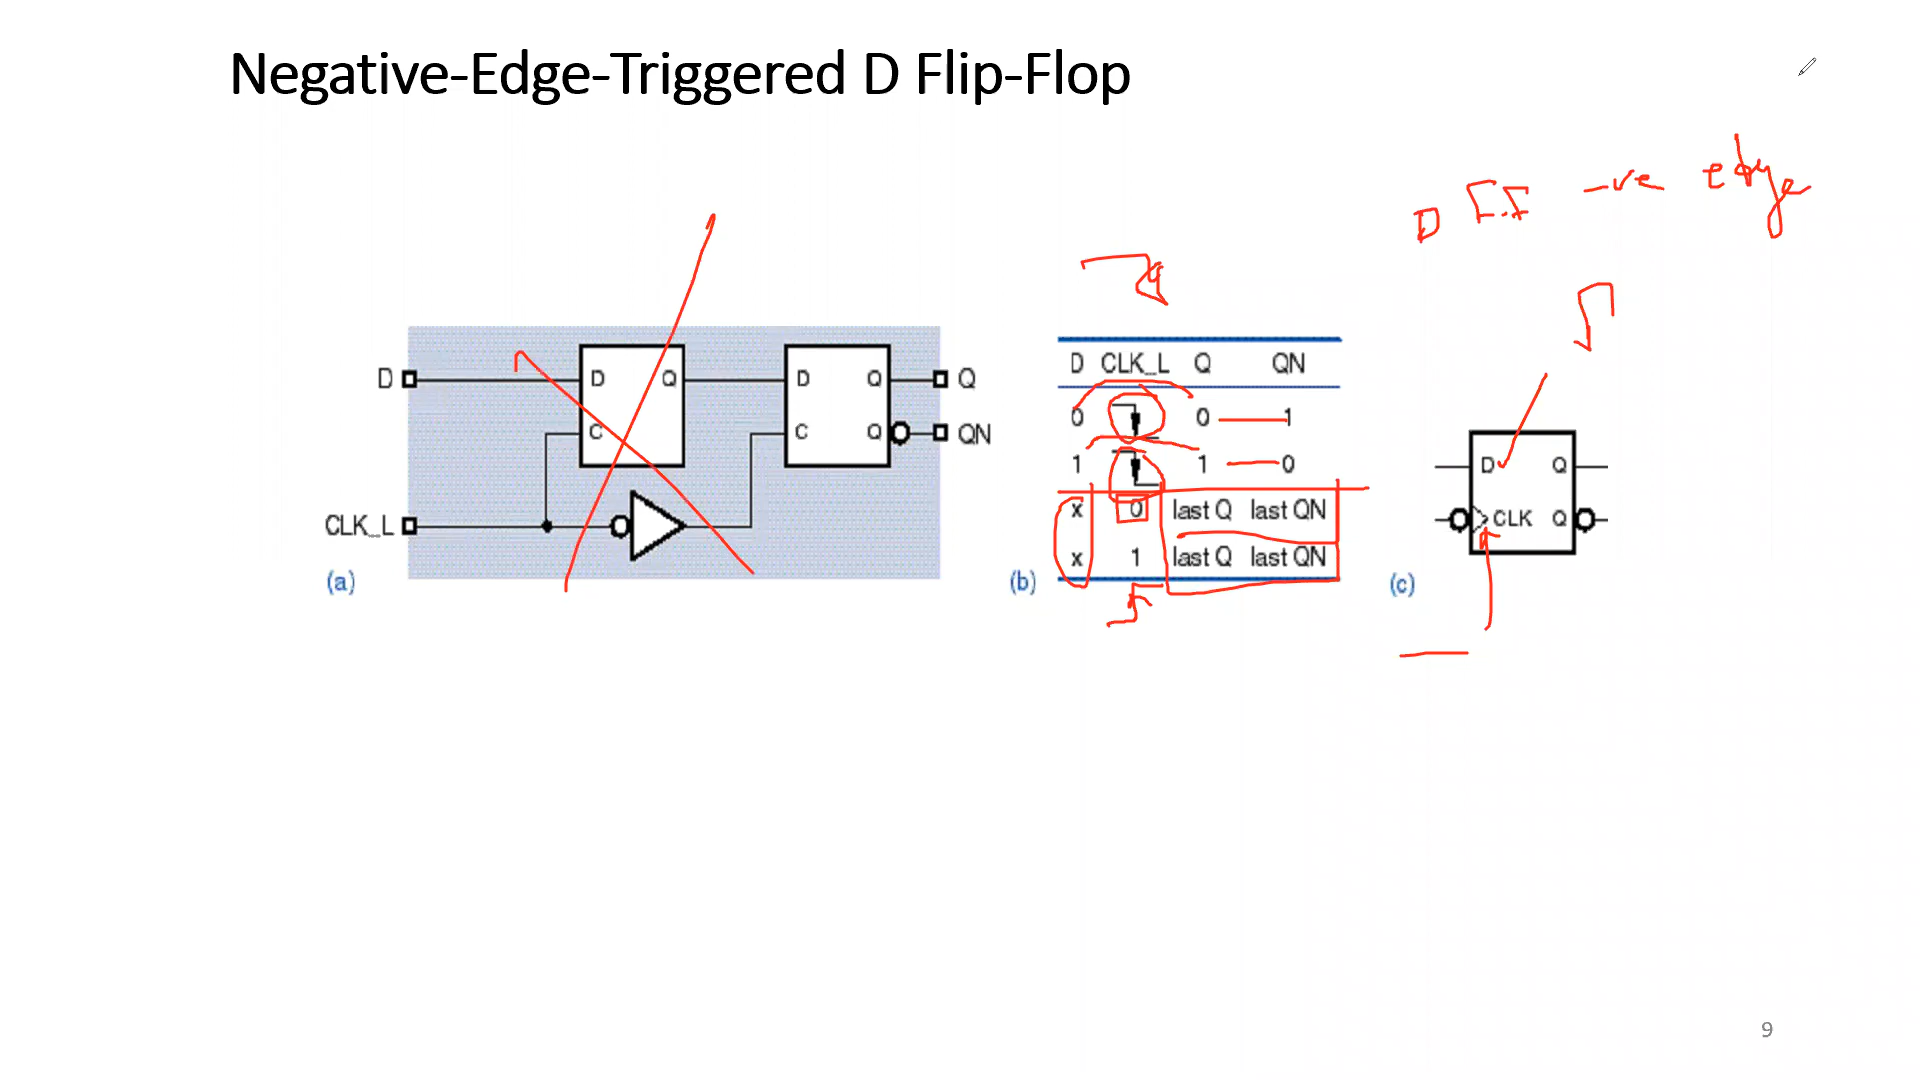 Negative-Edge-Triggered D Flip-Flop
D F.F -ve edge
D D Q D Q Q
C C Q QN
CLK_L
(a)
D CLK_L Q QN
0 0 1
1 1 0
x 0 last Q last QN
x 1 last Q last QN
(b)
D Q
CLK Q
(c)
9